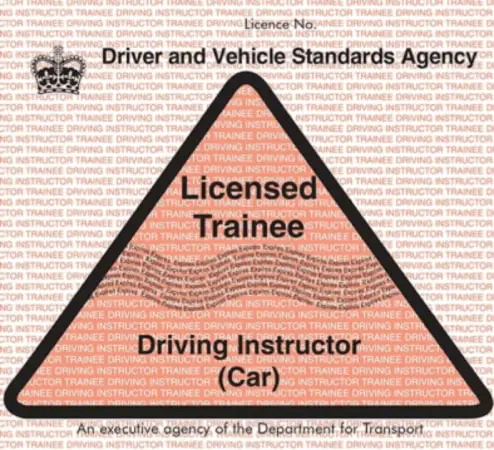 Licence No.
Driver and Vehicle Standards Agency
Licensed
Trainee
Driving Instructor
(Car)
An executive agency of the Department for Transport